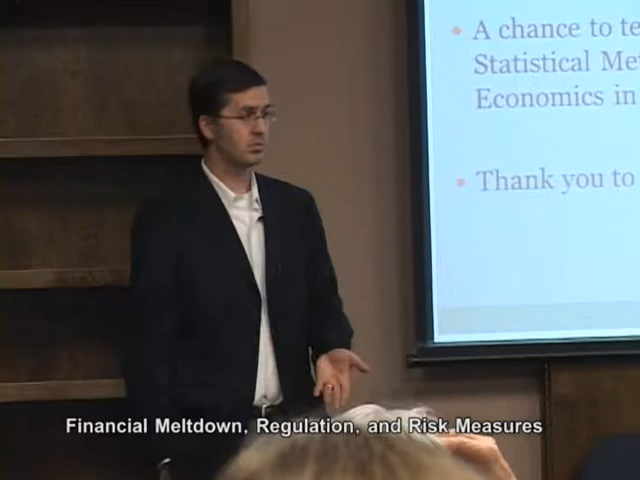 A chance to te
Statistical Me
Economics in
Thank you to
Financial Meltdown, Regulation, and Risk Measures